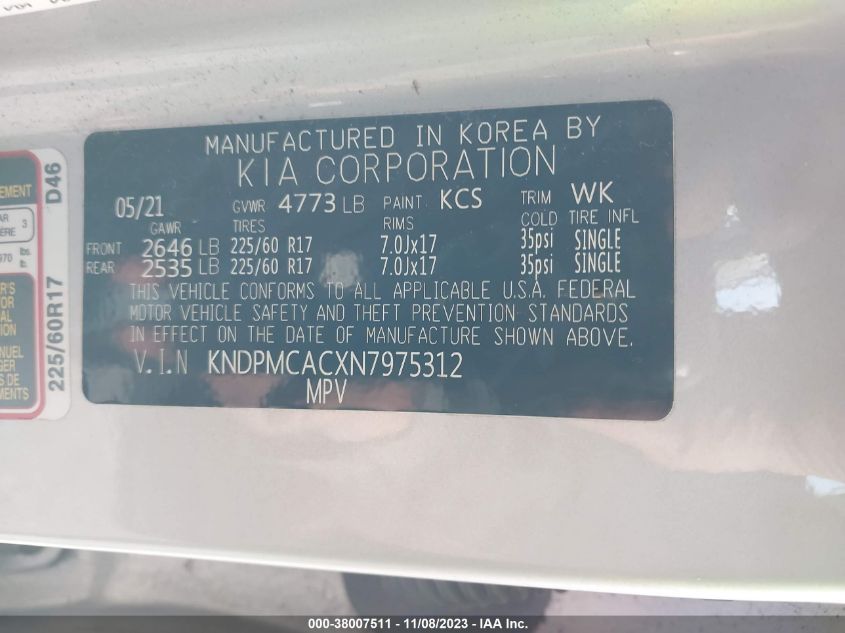 MANUFACTURED IN KOREA BY
KIA CORPORATION
05/21 GVWR 4773 LB PAINT KCS TRIM WK
GAWR TIRES RIMS COLD TIRE INFL
FRONT 2646 LB 225/60 R17 7.0Jx17 35psi SINGLE
REAR 2535 LB 225/60 R17 7.0Jx17 35psi SINGLE
THIS VEHICLE CONFORMS TO ALL APPLICABLE U.S.A. FEDERAL
MOTOR VEHICLE SAFETY AND THEFT PREVENTION STANDARDS
IN EFFECT ON THE DATE OF MANUFACTURE SHOWN ABOVE.
V.I.N KNDPMCACXN7975312
MPV
225/60R17 D46
3
970 lbs.
000-38007511 - 11/08/2023 - IAA Inc.